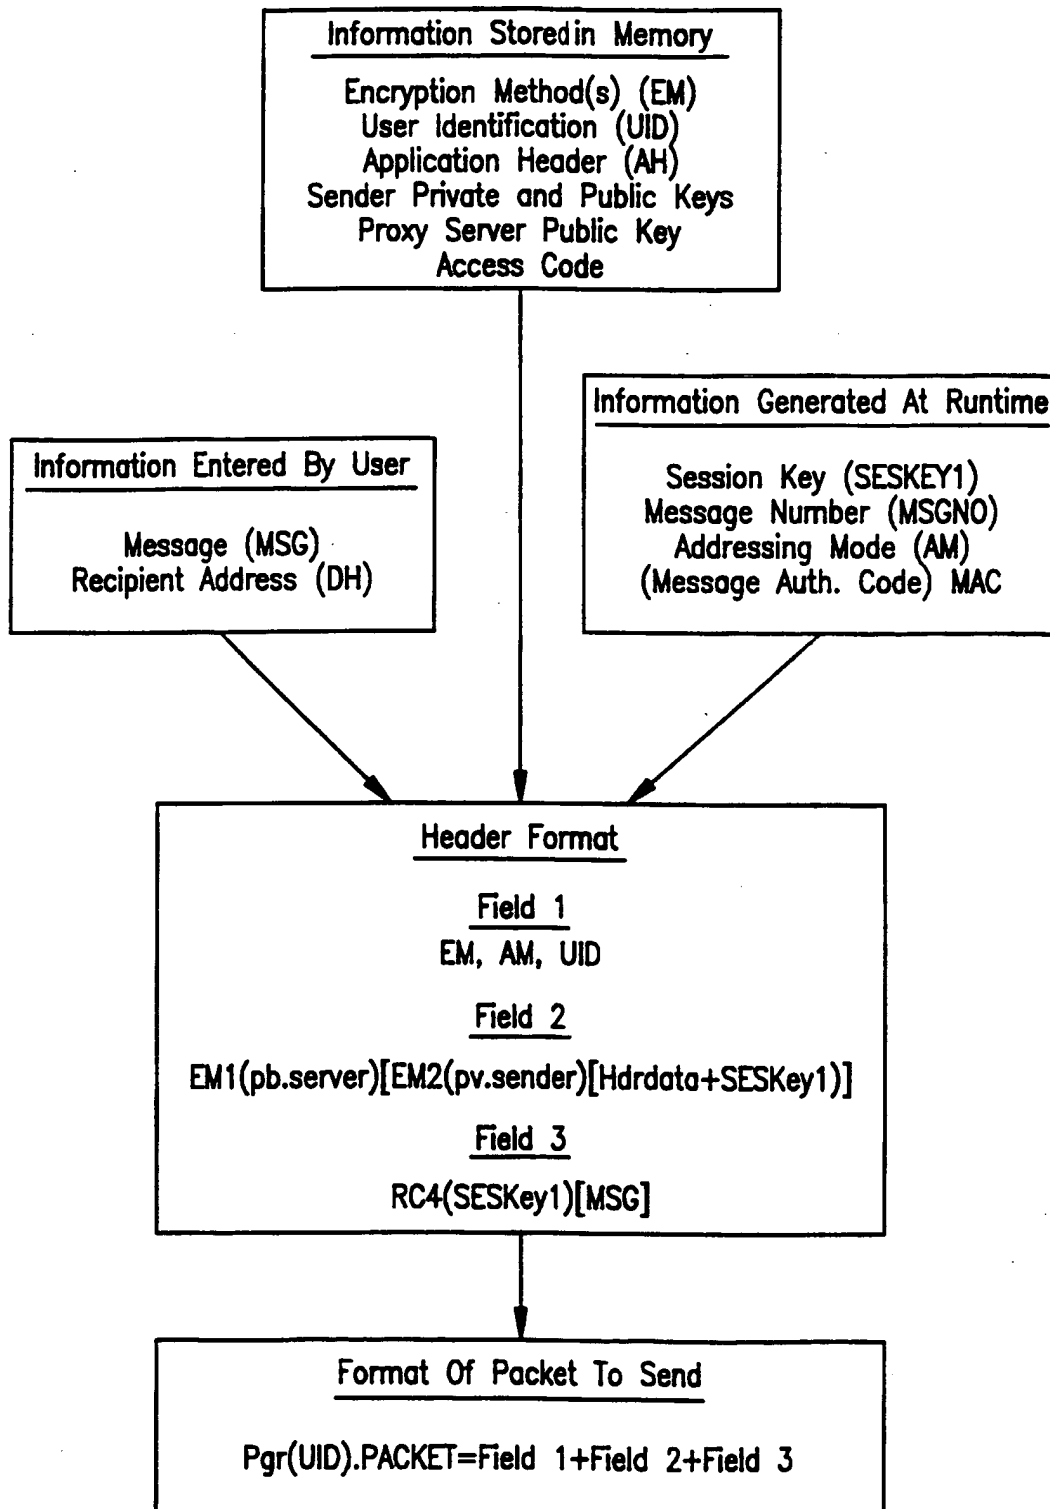 Information Stored in Memory
Encryption Method(s) (EM)
User Identification (UID)
Application Header (AH)
Sender Private and Public Keys
Proxy Server Public Key
Access Code
Information Entered By User
Message (MSG)
Recipient Address (DH)
Information Generated At Runtime
Session Key (SESKEY1)
Message Number (MSGNO)
Addressing Mode (AM)
(Message Auth. Code) MAC
Header Format
Field 1
EM, AM, UID
Field 2
EM1(pb.server)[EM2(pv.sender)[Hdrdata+SESKey1)]
Field 3
RC4(SESKey1)[MSG]
Format Of Packet To Send
Pgr(UID).PACKET=Field 1+Field 2+Field 3